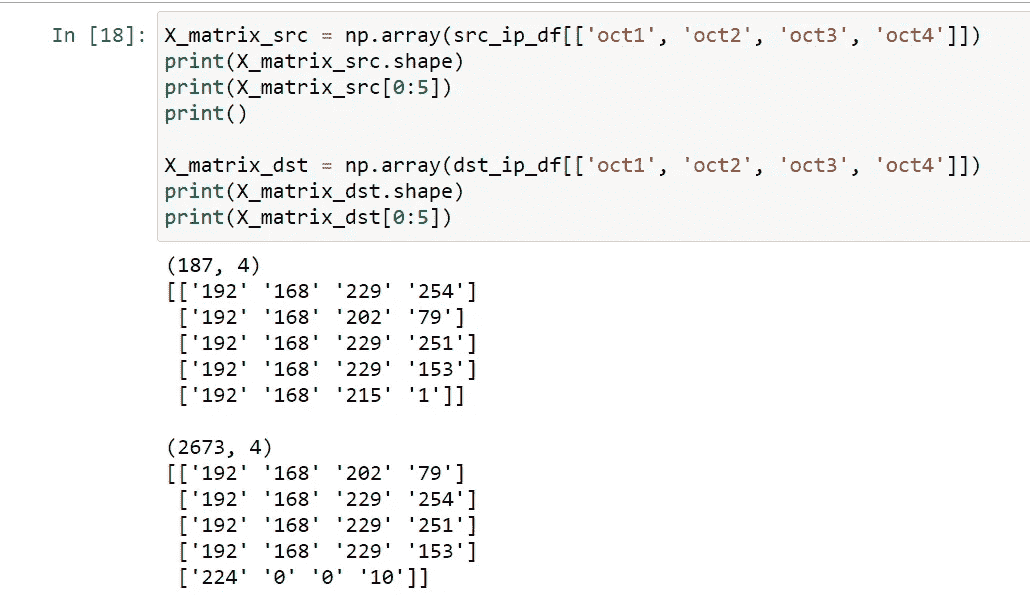 In [18]: X_matrix_src = np.array(src_ip_df[['oct1', 'oct2', 'oct3', 'oct4']])
print(X_matrix_src.shape)
print(X_matrix_src[0:5])
print()
X_matrix_dst = np.array(dst_ip_df[['oct1', 'oct2', 'oct3', 'oct4']])
print(X_matrix_dst.shape)
print(X_matrix_dst[0:5])
(187, 4)
[['192' '168' '229' '254']
['192' '168' '202' '79']
['192' '168' '229' '251']
['192' '168' '229' '153']
['192' '168' '215' '1']]
(2673, 4)
[['192' '168' '202' '79']
['192' '168' '229' '254']
['192' '168' '229' '251']
['192' '168' '229' '153']
['224' '0' '0' '10']]